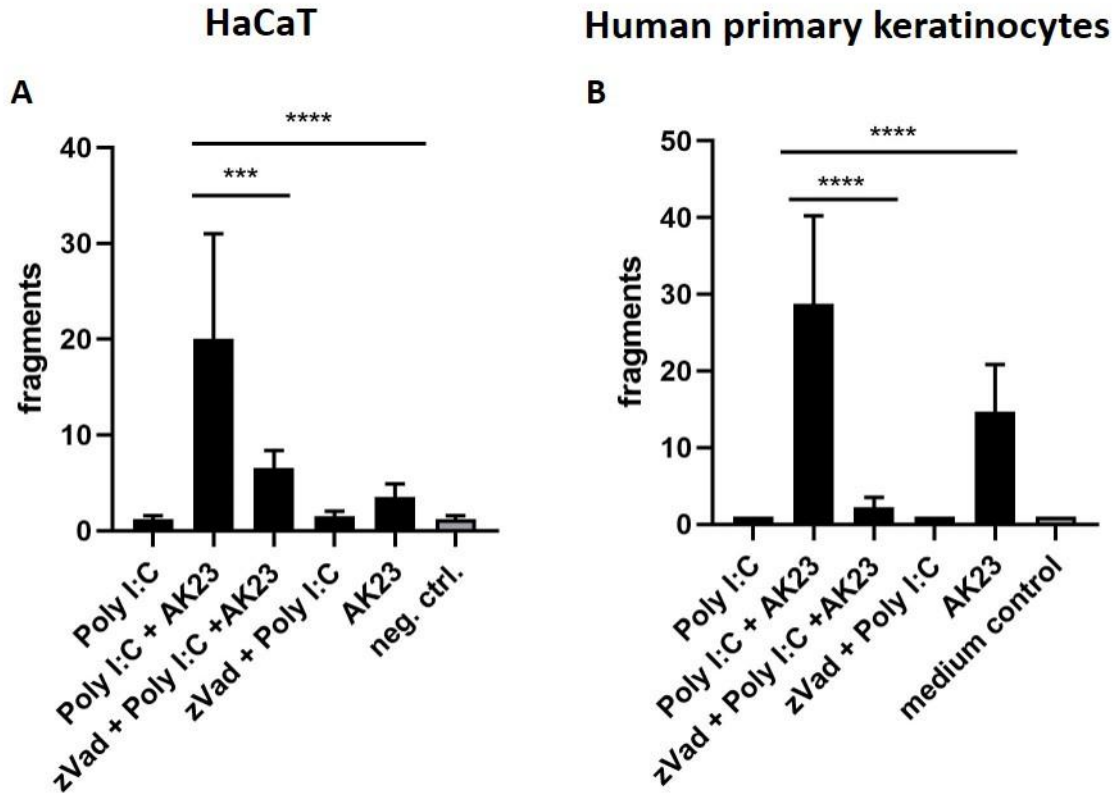 HaCaT
Human primary keratinocytes
A
****
***
40
30
20
10
0
fragments
Poly I:C
Poly I:C + AK23
zVad + Poly I:C +AK23
zVad + Poly I:C
AK23
neg. ctrl.
B
****
****
50
40
30
20
10
0
fragments
Poly I:C
Poly I:C + AK23
zVad + Poly I:C +AK23
zVad + Poly I:C
AK23
medium control